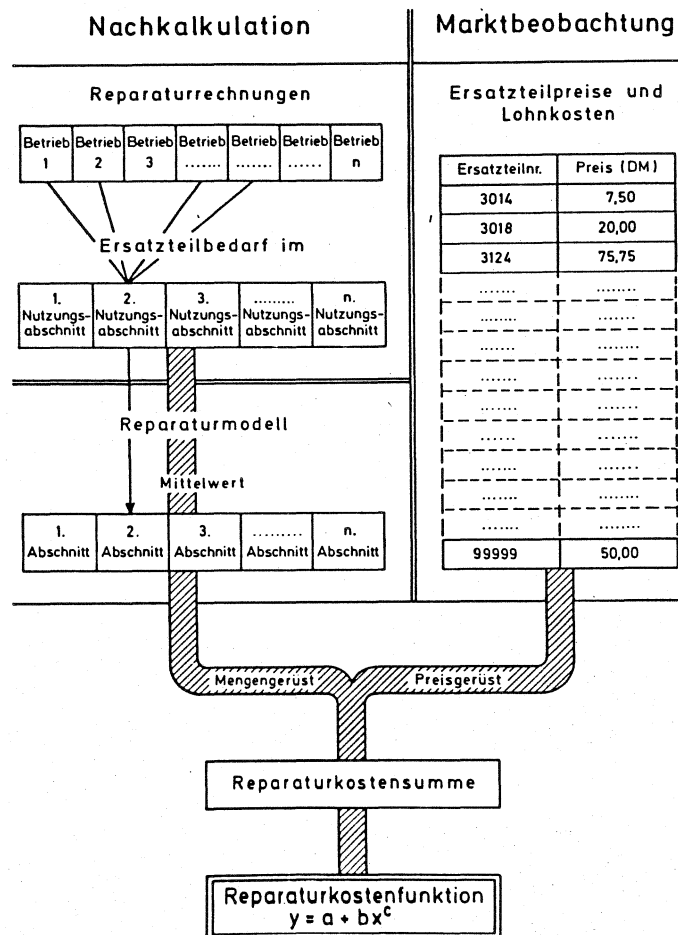 Nachkalkulation
Reparaturrechnungen
Betrieb 1
Betrieb 2
Betrieb 3
Betrieb .......
Betrieb .......
Betrieb ......
Betrieb n
Ersatzteilbedarf im
1. Nutzungs-abschnitt
2. Nutzungs-abschnitt
3. Nutzungs-abschnitt
......... Nutzungs-abschnitt
n. Nutzungs-abschnitt
Reparaturmodell
Mittelwert
1. Abschnitt
2. Abschnitt
3. Abschnitt
......... Abschnitt
n. Abschnitt
Marktbeobachtung
Ersatzteilpreise und
Lohnkosten
Ersatzteilnr. Preis (DM)
3014 7,50
3018 20,00
3124 75,75
....... .......
....... .......
....... .......
....... .......
....... .......
....... .......
....... .......
....... .......
....... .......
99999 50,00
Mengengerüst Preisgerüst
Reparaturkostensumme
Reparaturkostenfunktion
y = a + bx^c